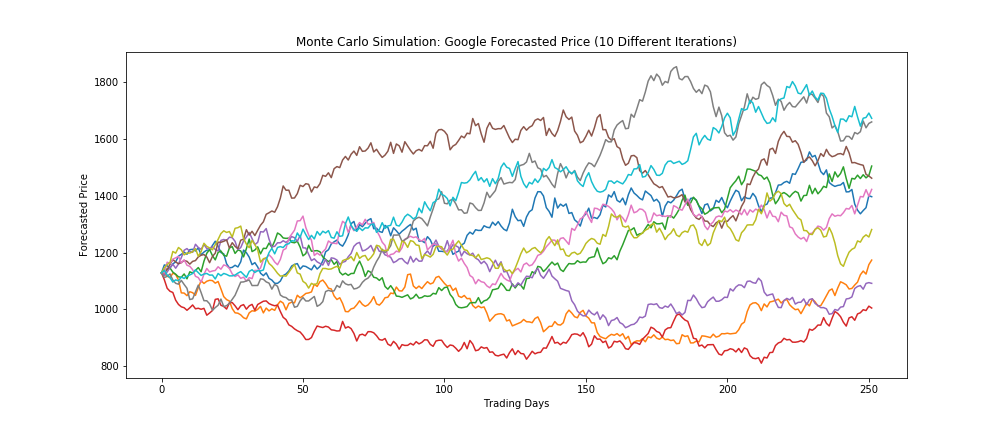 Monte Carlo Simulation: Google Forecasted Price (10 Different Iterations)
1800
1600
1400
1200
1000
800
Forecasted Price
0 50 100 150 200 250
Trading Days